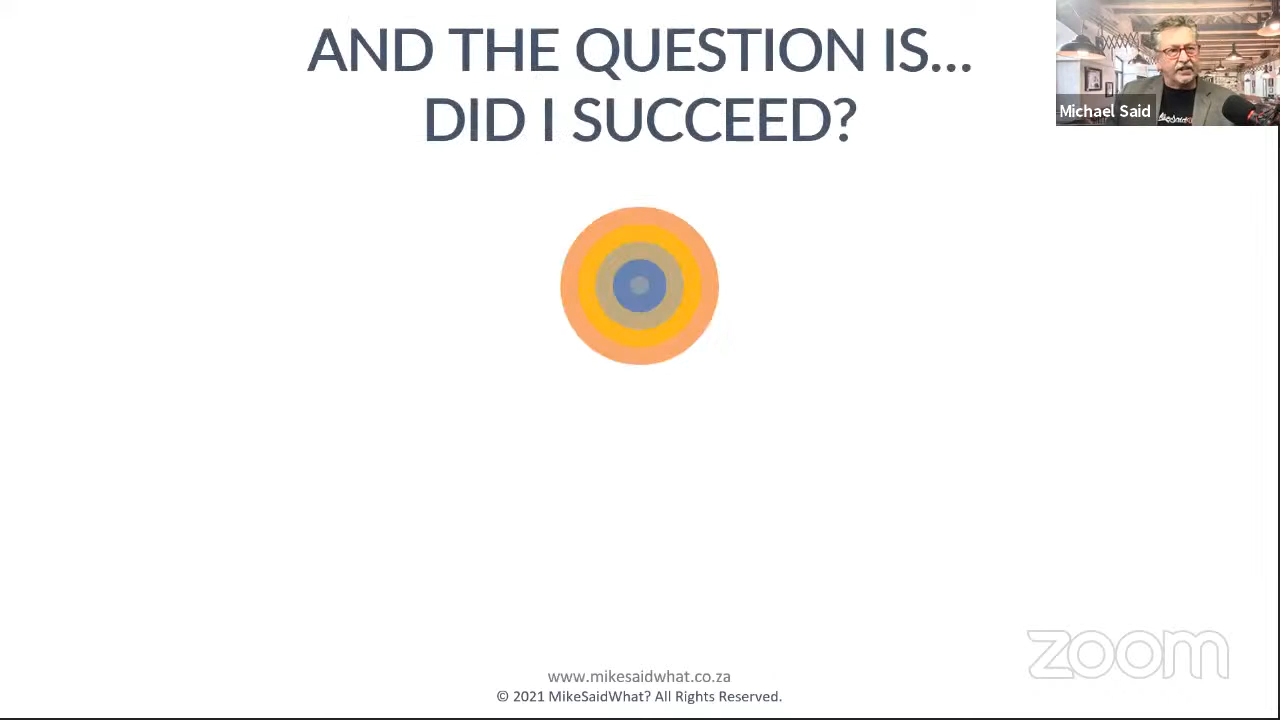 AND THE QUESTION IS...
DID I SUCCEED?
Michael Said
zoom
www.mikesaidwhat.co.za
© 2021 MikeSaidWhat? All Rights Reserved.